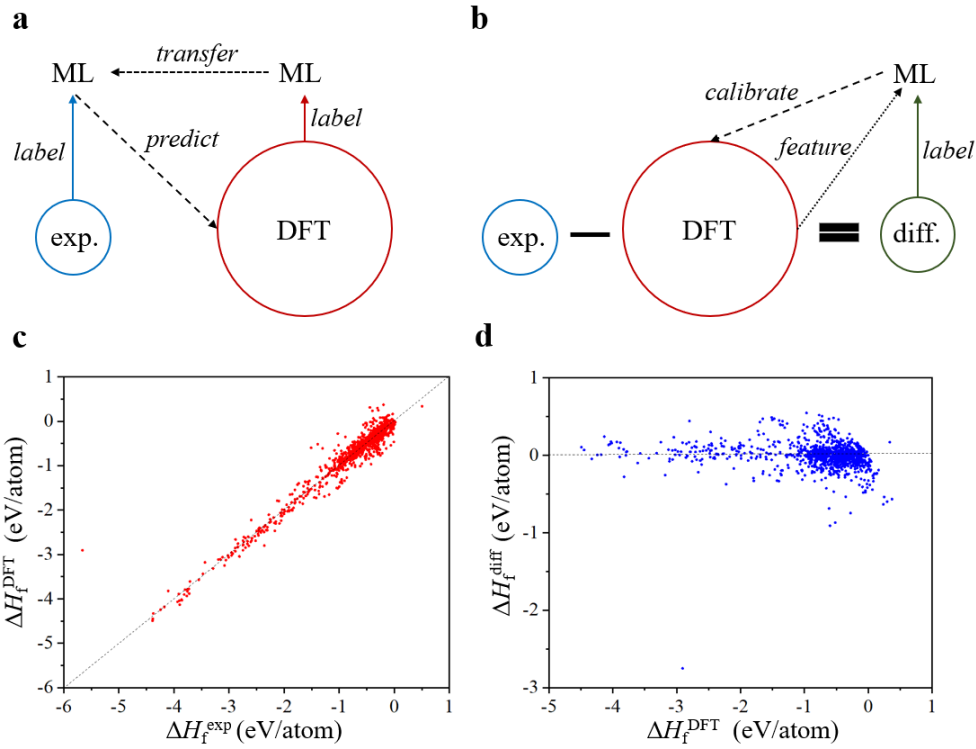 a
transfer
ML
ML
label
predict
label
exp.
DFT
b
ML
calibrate
feature
label
exp.
DFT
diff.
c
1
0
-1
-2
-3
-4
-5
-6
ΔH_f^DFT (eV/atom)
-6 -5 -4 -3 -2 -1 0 1
ΔH_f^exp (eV/atom)
d
1
0
-1
-2
-3
ΔH_f^diff (eV/atom)
-5 -4 -3 -2 -1 0 1
ΔH_f^DFT (eV/atom)